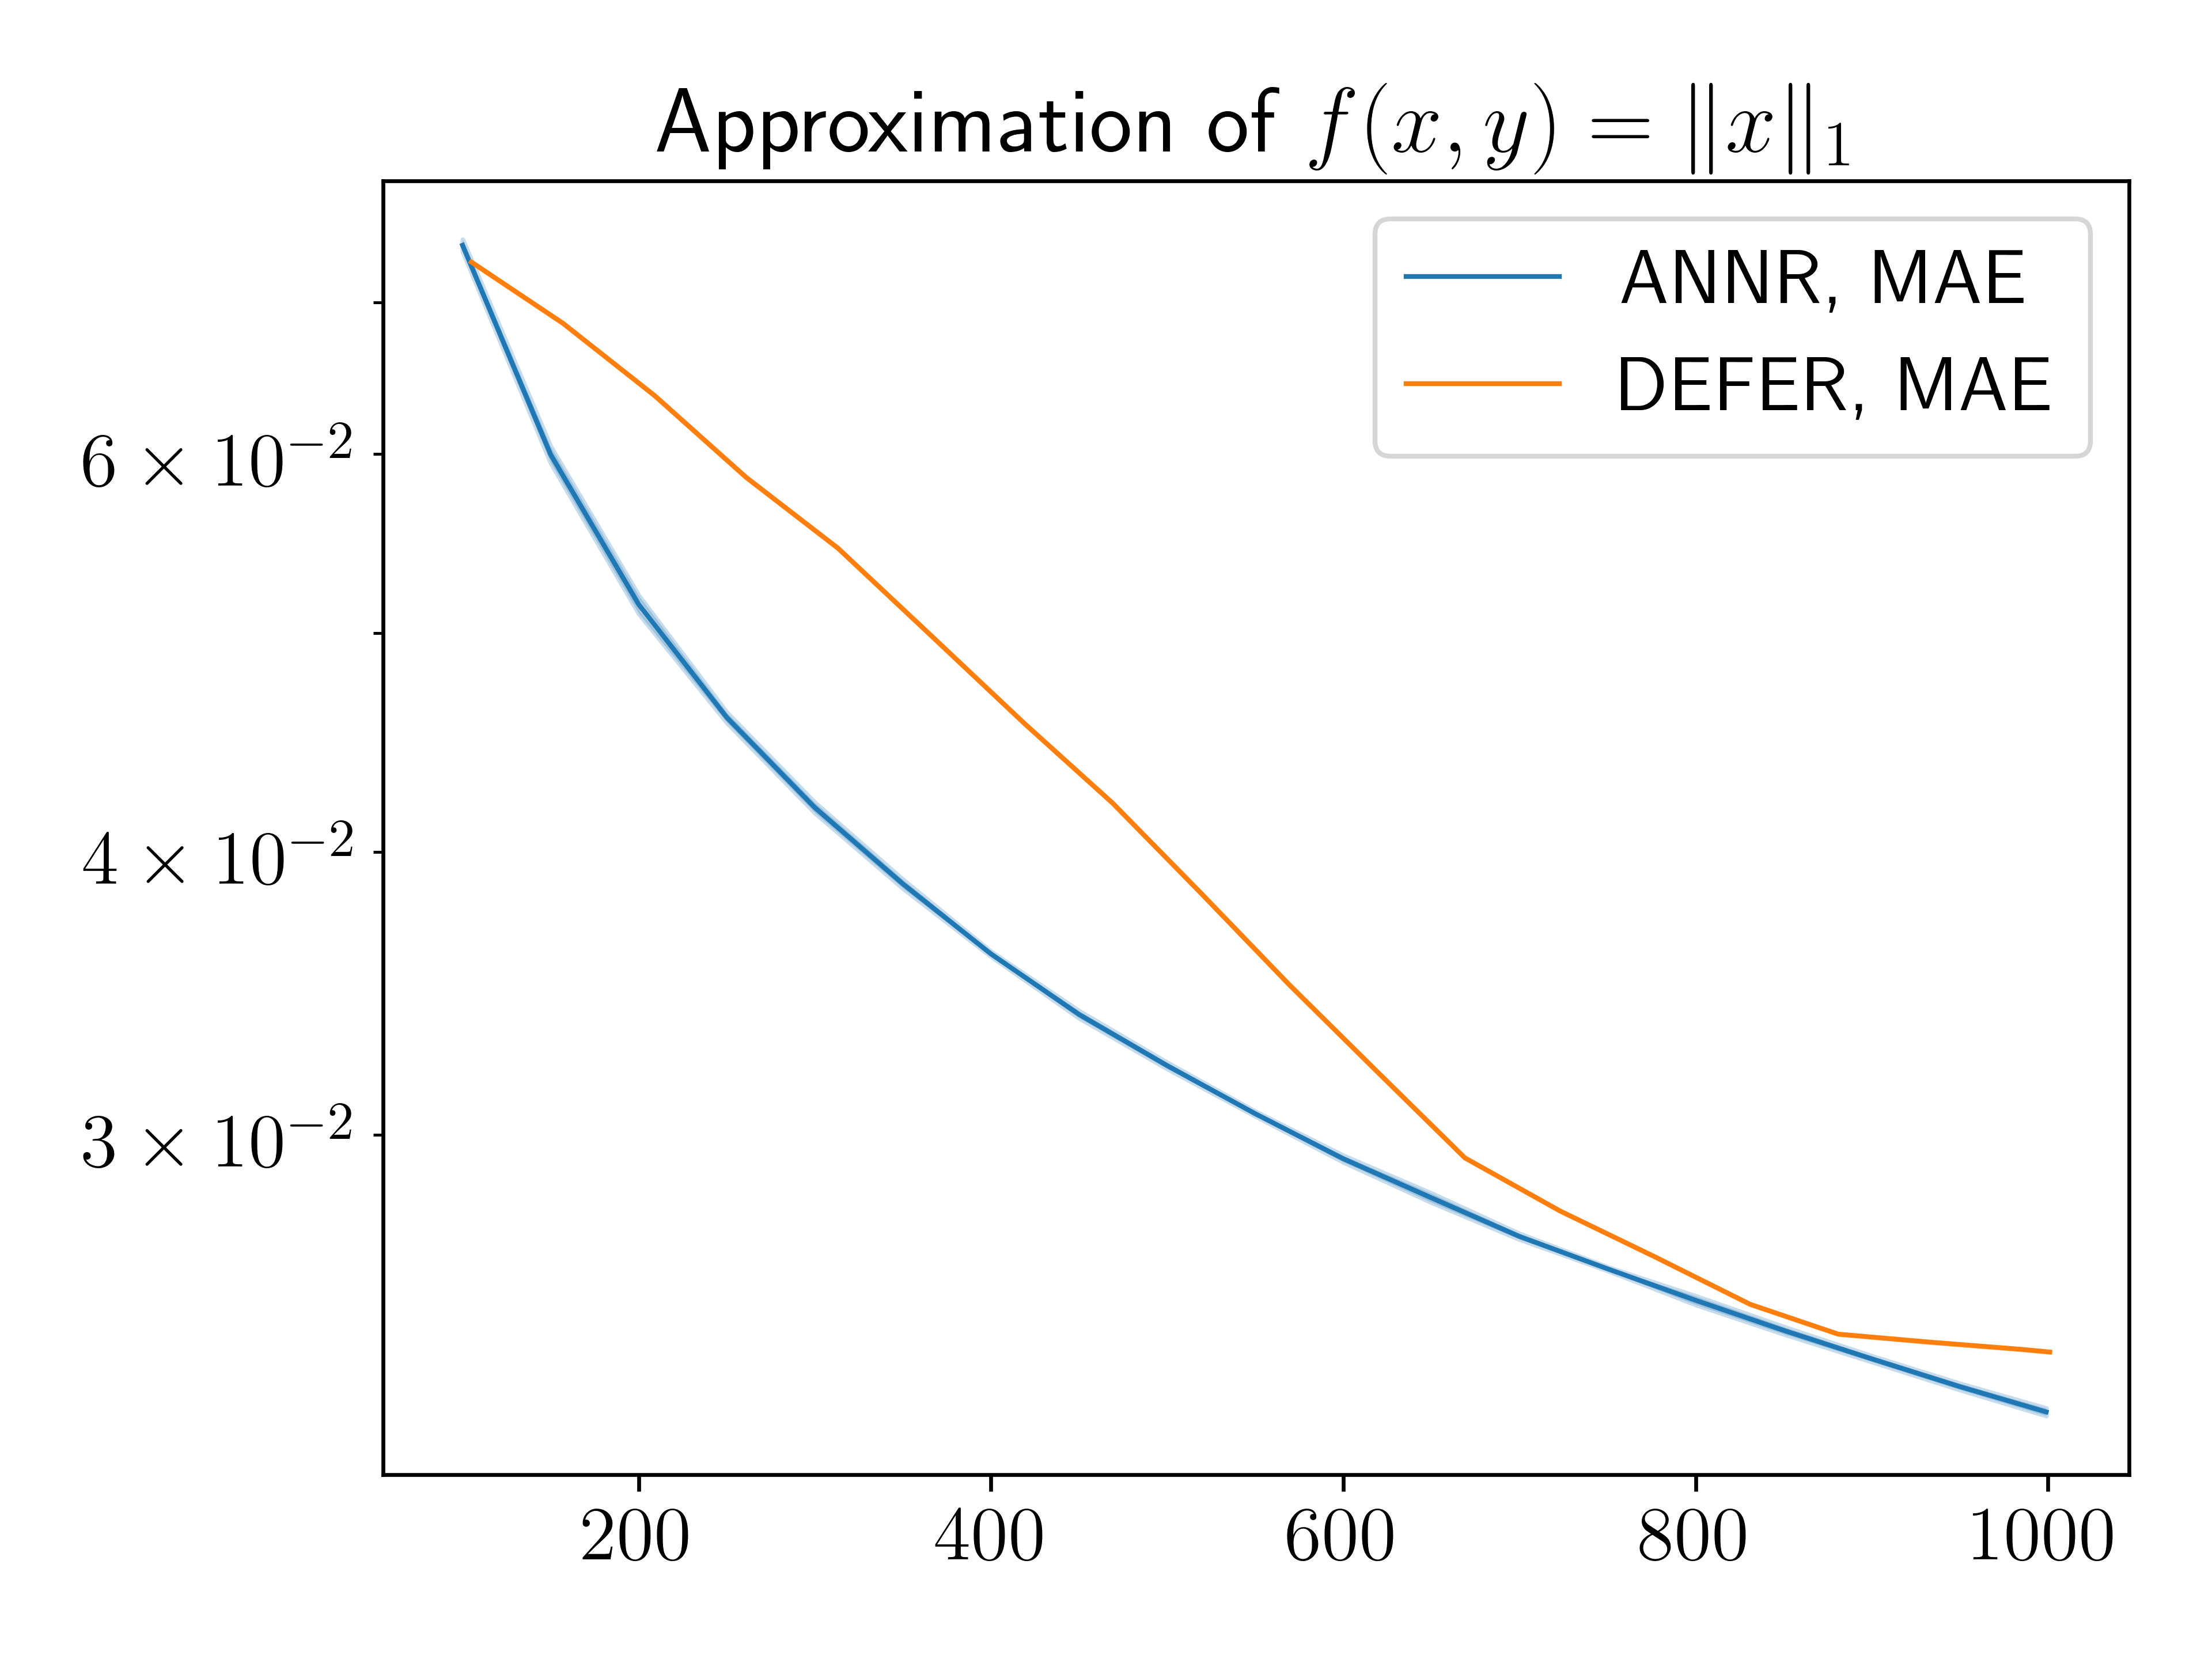 Approximation of f(x, y) = ‖x‖₁
ANNR, MAE
DEFER, MAE
6 × 10⁻²
4 × 10⁻²
3 × 10⁻²
200 400 600 800 1000